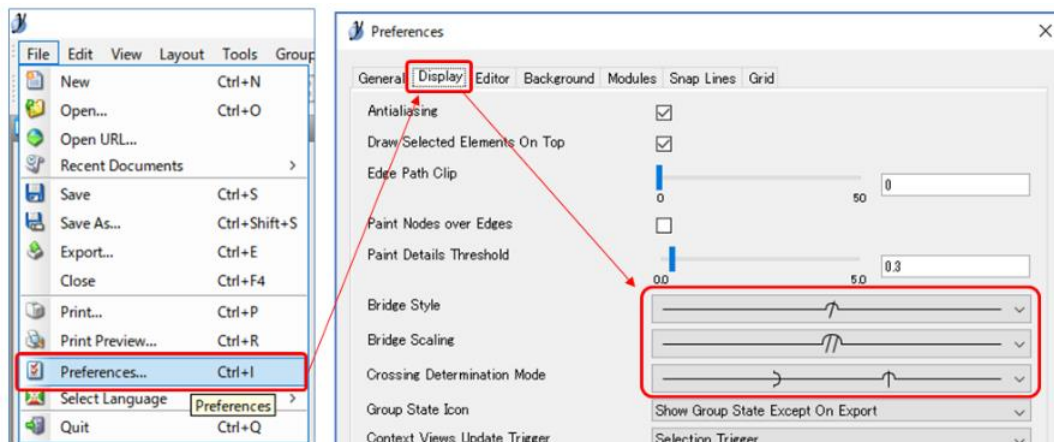 File Edit View Layout Tools Group
New Ctrl+N
Open... Ctrl+O
Open URL...
Recent Documents >
Save Ctrl+S
Save As... Ctrl+Shift+S
Export... Ctrl+E
Close Ctrl+F4
Print... Ctrl+P
Print Preview... Ctrl+R
Preferences... Ctrl+I
Select Language >
Preferences
Quit Ctrl+Q
Preferences
General Display Editor Background Modules Snap Lines Grid
Antialiasing
Draw Selected Elements On Top
Edge Path Clip
0 50 0
Paint Nodes over Edges
Paint Details Threshold
0.0 5.0 0.3
Bridge Style
Bridge Scaling
Crossing Determination Mode
Group State Icon Show Group State Except On Export
Context Views Update Trigger Selection Trigger